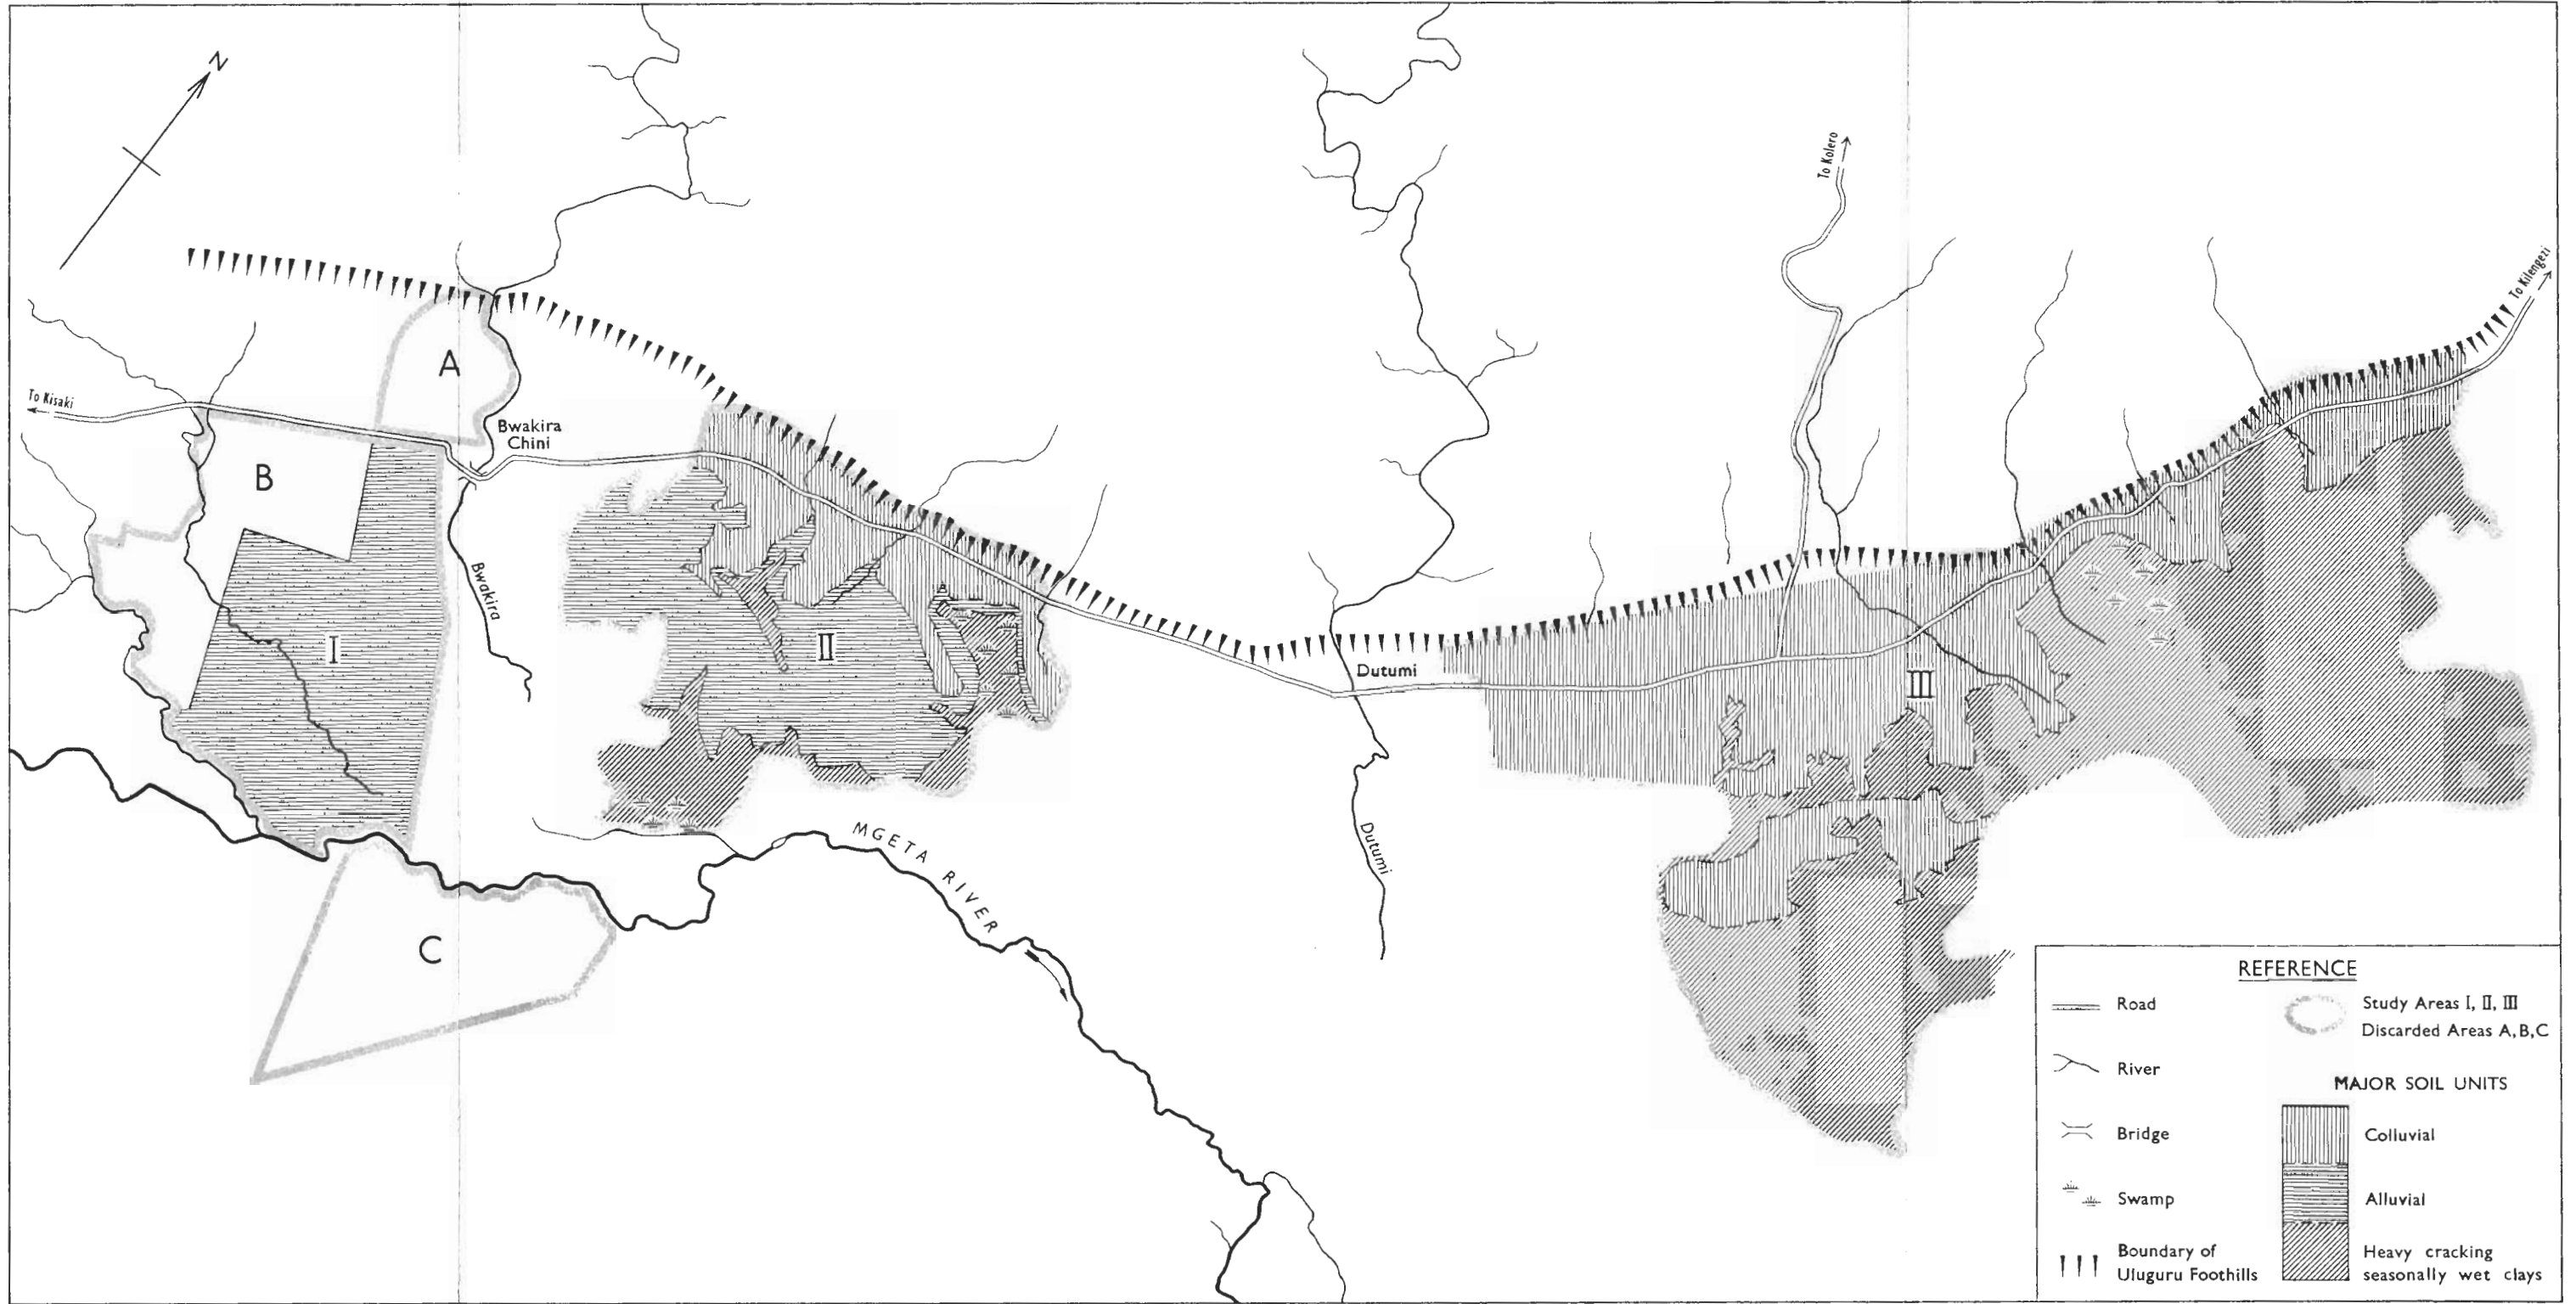 N
To Kolero
To Kilengezi
A
To Kisaki
Bwakira
Chini
B
Bwakira
I
II
Dutumi
III
MGETA RIVER
Dutumi
C
REFERENCE
Road
River
Bridge
Swamp
Boundary of
Uluguru Foothills
Study Areas I, II, III
Discarded Areas A, B, C
MAJOR SOIL UNITS
Colluvial
Alluvial
Heavy cracking
seasonally wet clays